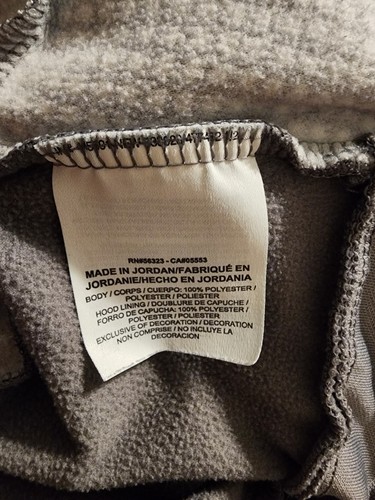 RN#56323 - CA#05553
MADE IN JORDAN/FABRIQUÉ EN
JORDANIE/HECHO EN JORDANIA
BODY / CORPS / CUERPO: 100% POLYESTER /
POLYESTER / POLIESTER
HOOD LINING / DOUBLURE DE CAPUCHE /
FORRO DE CAPUCHA: 100% POLYESTER /
POLYESTER / POLIESTER
EXCLUSIVE OF DECORATION / DECORATION
NON COMPRISE / NO INCLUYE LA
DECORACIÓN